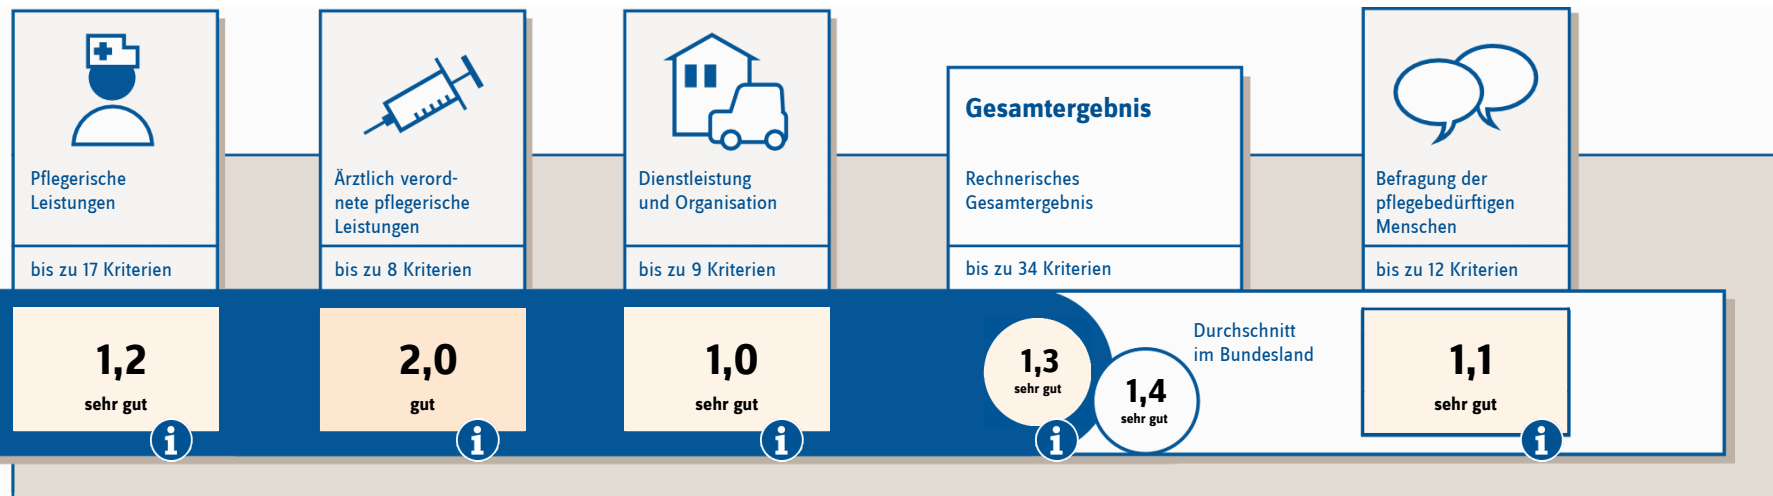 Pflegerische
Leistungen
bis zu 17 Kriterien
1,2
sehr gut
Ärztlich verord-
nete pflegerische
Leistungen
bis zu 8 Kriterien
2,0
gut
Dienstleistung
und Organisation
bis zu 9 Kriterien
1,0
sehr gut
Gesamtergebnis
Rechnerisches
Gesamtergebnis
bis zu 34 Kriterien
1,3
sehr gut
1,4
sehr gut
Durchschnitt
im Bundesland
Befragung der
pflegebedürftigen
Menschen
bis zu 12 Kriterien
1,1
sehr gut